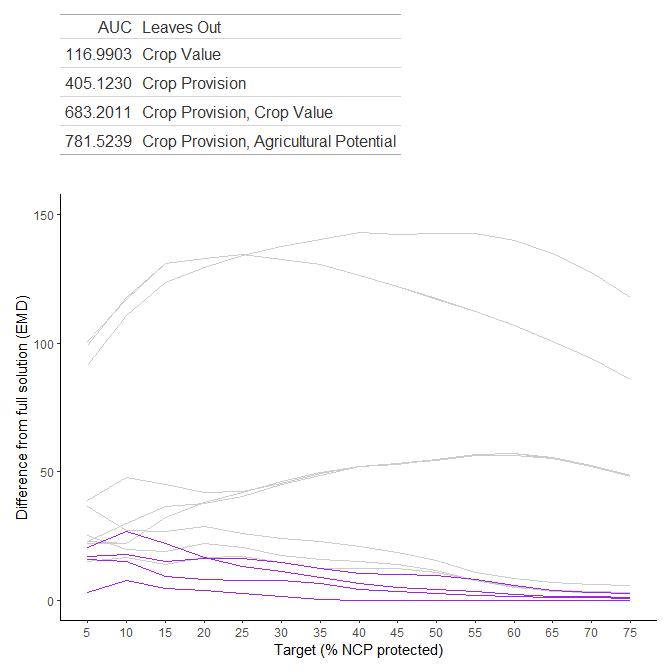 AUC Leaves Out
116.9903 Crop Value
405.1230 Crop Provision
683.2011 Crop Provision, Crop Value
781.5239 Crop Provision, Agricultural Potential
150
100
50
0
Difference from full solution (EMD)
5 10 15 20 25 30 35 40 45 50 55 60 65 70 75
Target (% NCP protected)